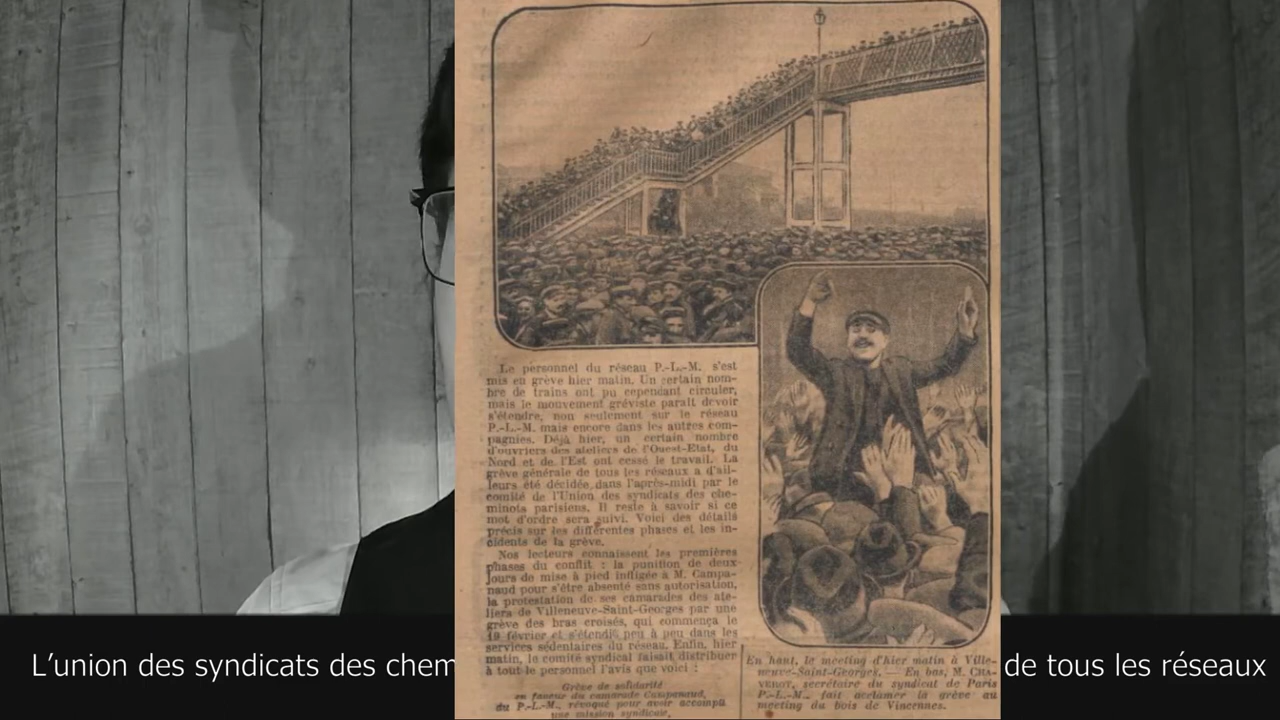 Le personnel du réseau P.-L.-M. s'est
mis en grève hier matin. Un certain nom-
bre de trains ont pu cependant circuler,
mais le mouvement gréviste paraît devoir
s'étendre, non seulement sur le réseau
P.-L.-M. mais encore dans les autres com-
pagnies. Déjà hier, un certain nombre
d'ouvriers des ateliers de l'Ouest-Etat, du
Nord et de l'Est ont cessé le travail. La
grève générale de tous les réseaux a d'ail-
leurs été décidée dans l'après-midi par le
comité de l'Union des syndicats des che-
minots parisiens. Il reste à savoir si ce
mot d'ordre sera suivi. Voici des détails
précis sur les différentes phases et les in-
cidents de la grève.
Nos lecteurs connaissent les premières
phases du conflit : la punition de deux
jours de mise à pied infligée à M. Campa-
naud pour s'être absenté sans autorisation,
la protestation de ses camarades des ate-
liers de Villeneuve-Saint-Georges par une
grève des bras croisés, qui commença le
19 février et s'étendit peu à peu dans les
services sédentaires du réseau. Enfin, hier
matin, le comité syndical faisait distribuer
à tout le personnel l'avis que voici :
Grève de solidarité
en faveur du camarade Campanaud,
du P.-L.-M., révoqué pour avoir accompli
une mission syndicale,
En haut, le meeting d'hier matin à Ville-
neuve-Saint-Georges. — En bas, M. CHA-
VEROT, secrétaire du syndicat de Paris
P.-L.-M., fait acclamer la grève au
meeting du bois de Vincennes.
L'union des syndicats des chem de tous les réseaux